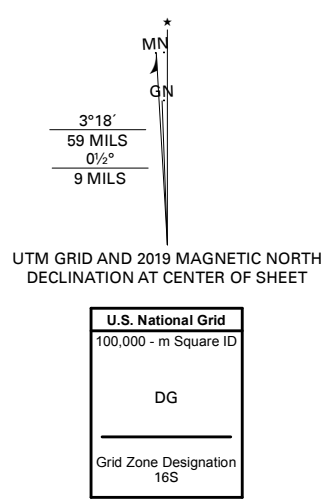 MN
GN
3°18´
59 MILS
0½°
9 MILS
UTM GRID AND 2019 MAGNETIC NORTH
DECLINATION AT CENTER OF SHEET
U.S. National Grid
100,000 - m Square ID
DG
Grid Zone Designation
16S